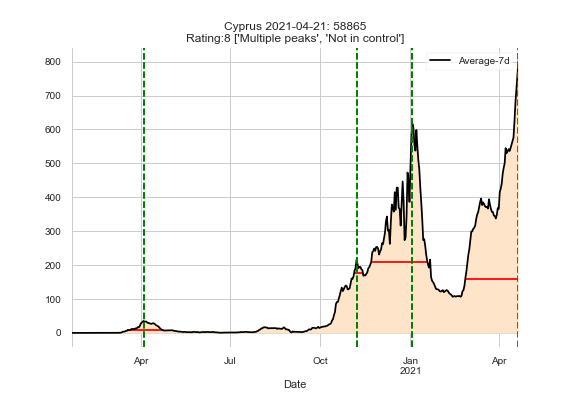 Cyprus 2021-04-21: 58865
Rating:8 ['Multiple peaks', 'Not in control']
Average-7d
800
700
600
500
400
300
200
100
0
Apr
Jul
Oct
Jan
2021
Apr
Date